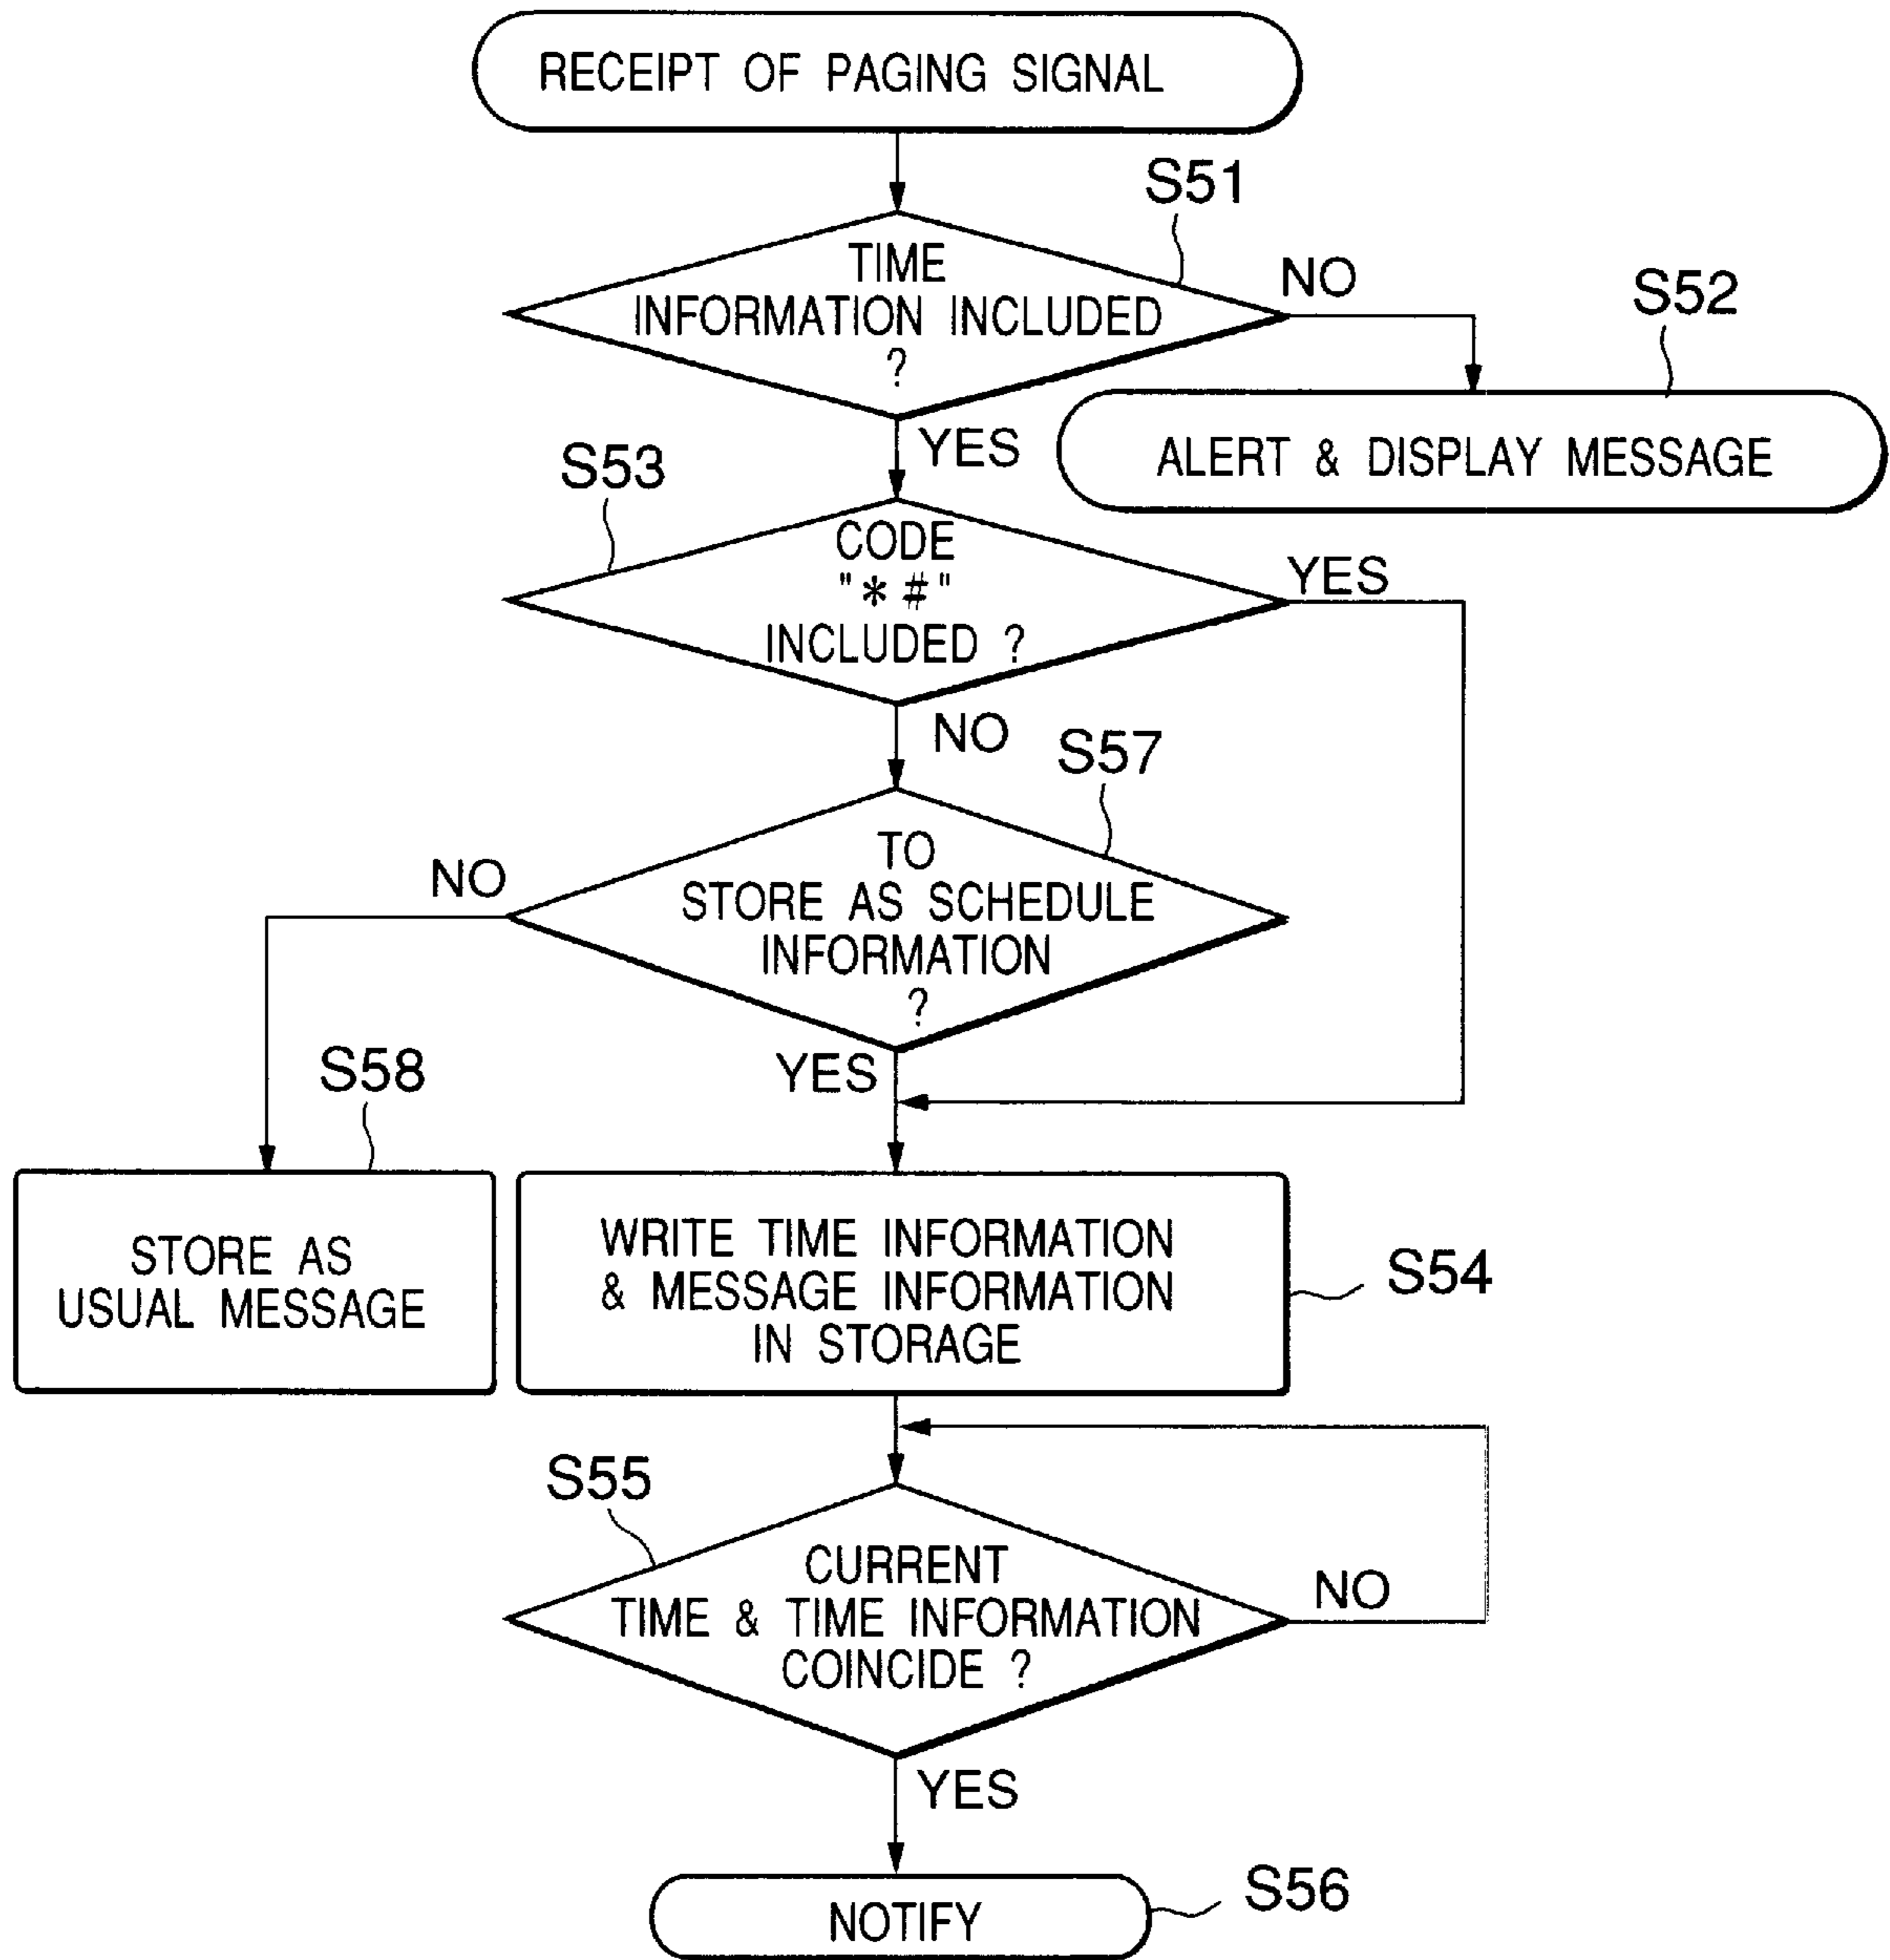 RECEIPT OF PAGING SIGNAL
S51
TIME
INFORMATION INCLUDED
?
NO
S52
YES
ALERT & DISPLAY MESSAGE
S53
CODE
"*#"
INCLUDED ?
YES
NO
S57
TO
STORE AS SCHEDULE
INFORMATION
?
NO
YES
S58
STORE AS
USUAL MESSAGE
WRITE TIME INFORMATION
& MESSAGE INFORMATION
IN STORAGE
S54
S55
CURRENT
TIME & TIME INFORMATION
COINCIDE ?
NO
YES
NOTIFY
S56